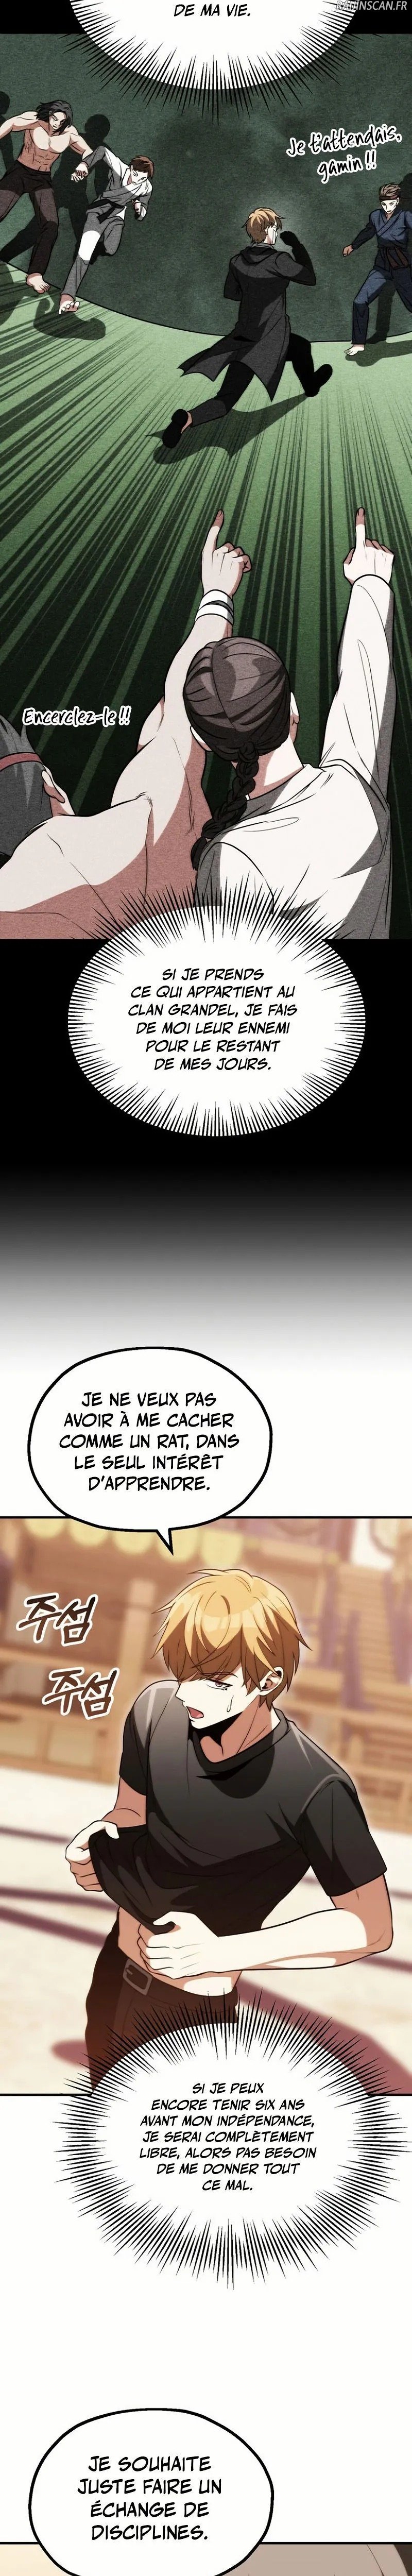 DE MA VIE.
RAIJINSCAN.FR
Je t'attendais,
gamin !!
Encerclez-le !!
SI JE PRENDS
CE QUI APPARTIENT AU
CLAN GRANDEL, JE FAIS
DE MOI LEUR ENNEMI
POUR LE RESTANT
DE MES JOURS.
JE NE VEUX PAS
AVOIR À ME CACHER
COMME UN RAT, DANS
LE SEUL INTÉRÊT
D'APPRENDRE.
주섬
주섬
SI JE PEUX
ENCORE TENIR SIX ANS
AVANT MON INDÉPENDANCE,
JE SERAI COMPLÈTEMENT
LIBRE, ALORS PAS BESOIN
DE ME DONNER TOUT
CE MAL.
JE SOUHAITE
JUSTE FAIRE UN
ÉCHANGE DE
DISCIPLINES.